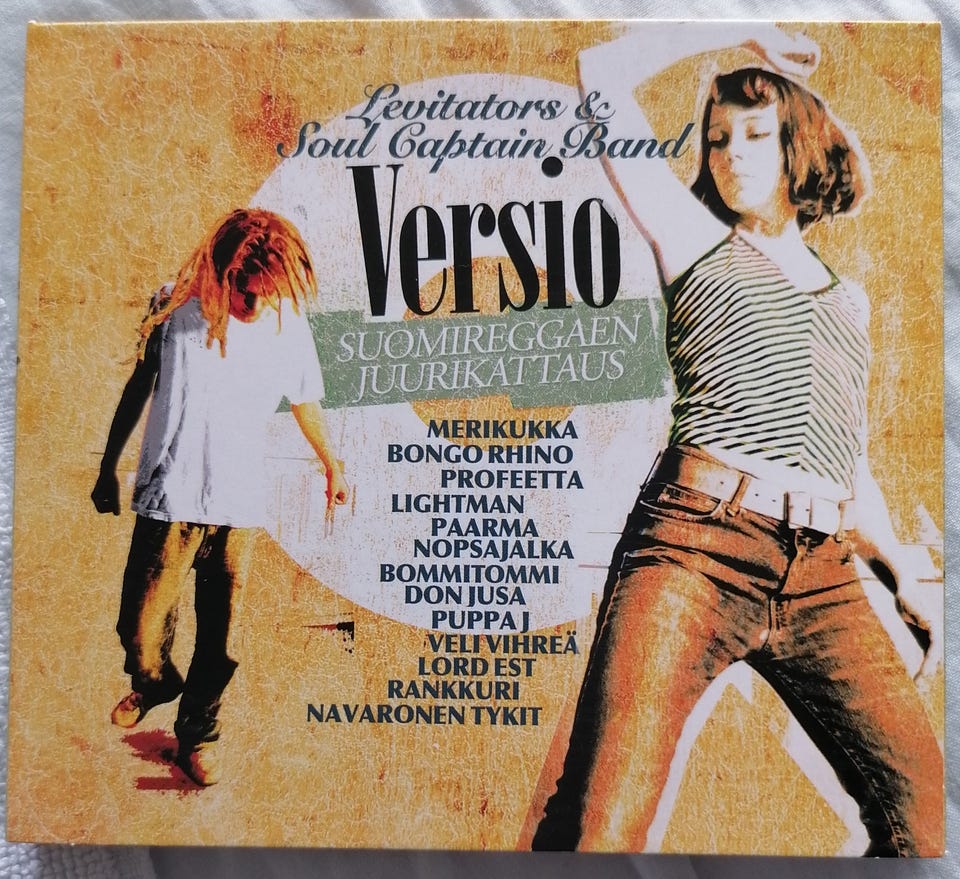 Levitators &
Soul Captain Band
Versio
SUOMIREGGAEN
JUURIKATTAUS
MERIKUKKA
BONGO RHINO
PROFEETTA
LIGHTMAN
PAARMA
NOPSAJALKA
BOMMITOMMI
DON JUSA
PUPPA J
VELI VIHREÄ
LORD EST
RANKKURI
NAVARONEN TYKIT